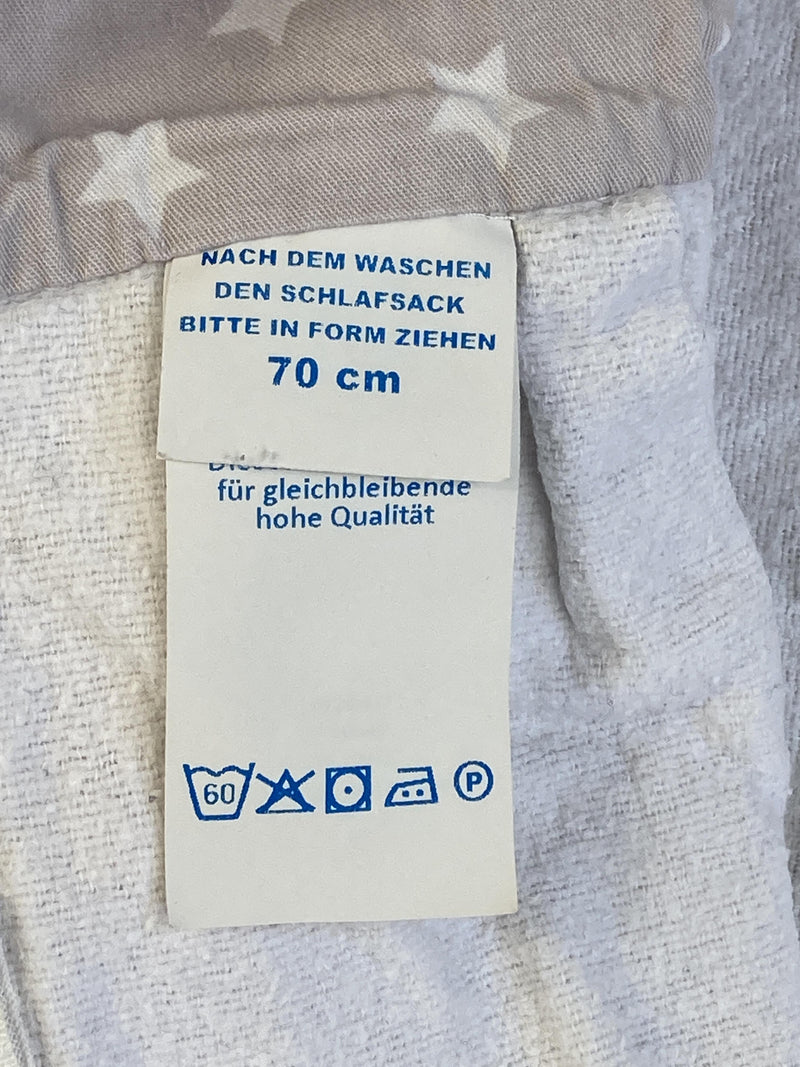 NACH DEM WASCHEN
DEN SCHLAFSACK
BITTE IN FORM ZIEHEN
70 cm
für gleichbleibende
hohe Qualität
60
P